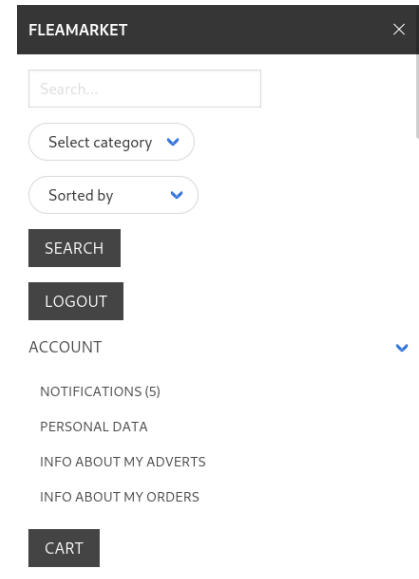 FLEAMARKET
Search...
Select category
Sorted by
SEARCH
LOGOUT
ACCOUNT
NOTIFICATIONS (5)
PERSONAL DATA
INFO ABOUT MY ADVERTS
INFO ABOUT MY ORDERS
CART